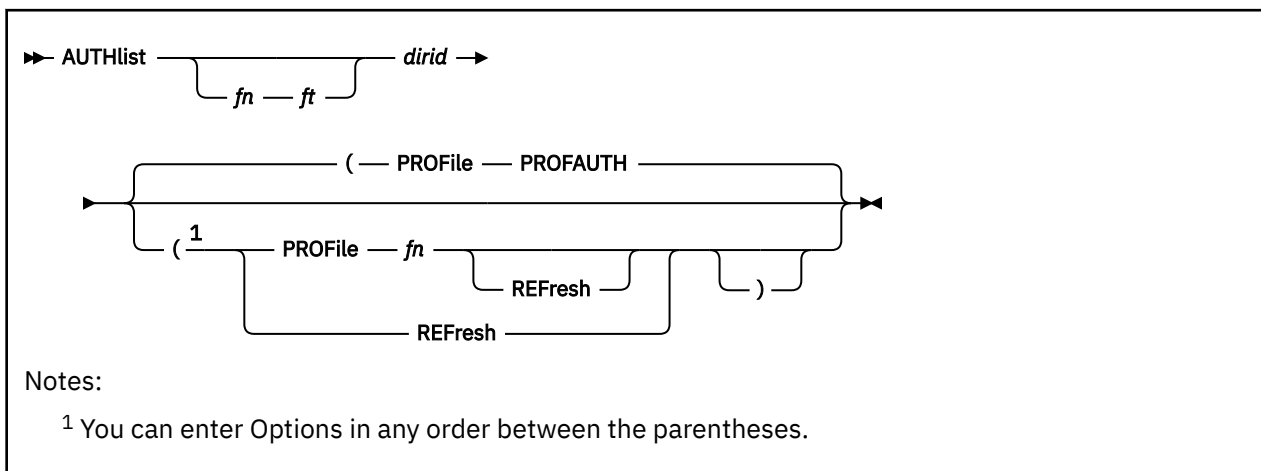 AUTHlist dirid
fn ft
( PROFile PROFAUTH
( 1 PROFile fn
REFresh )
REFresh
Notes:
1 You can enter Options in any order between the parentheses.